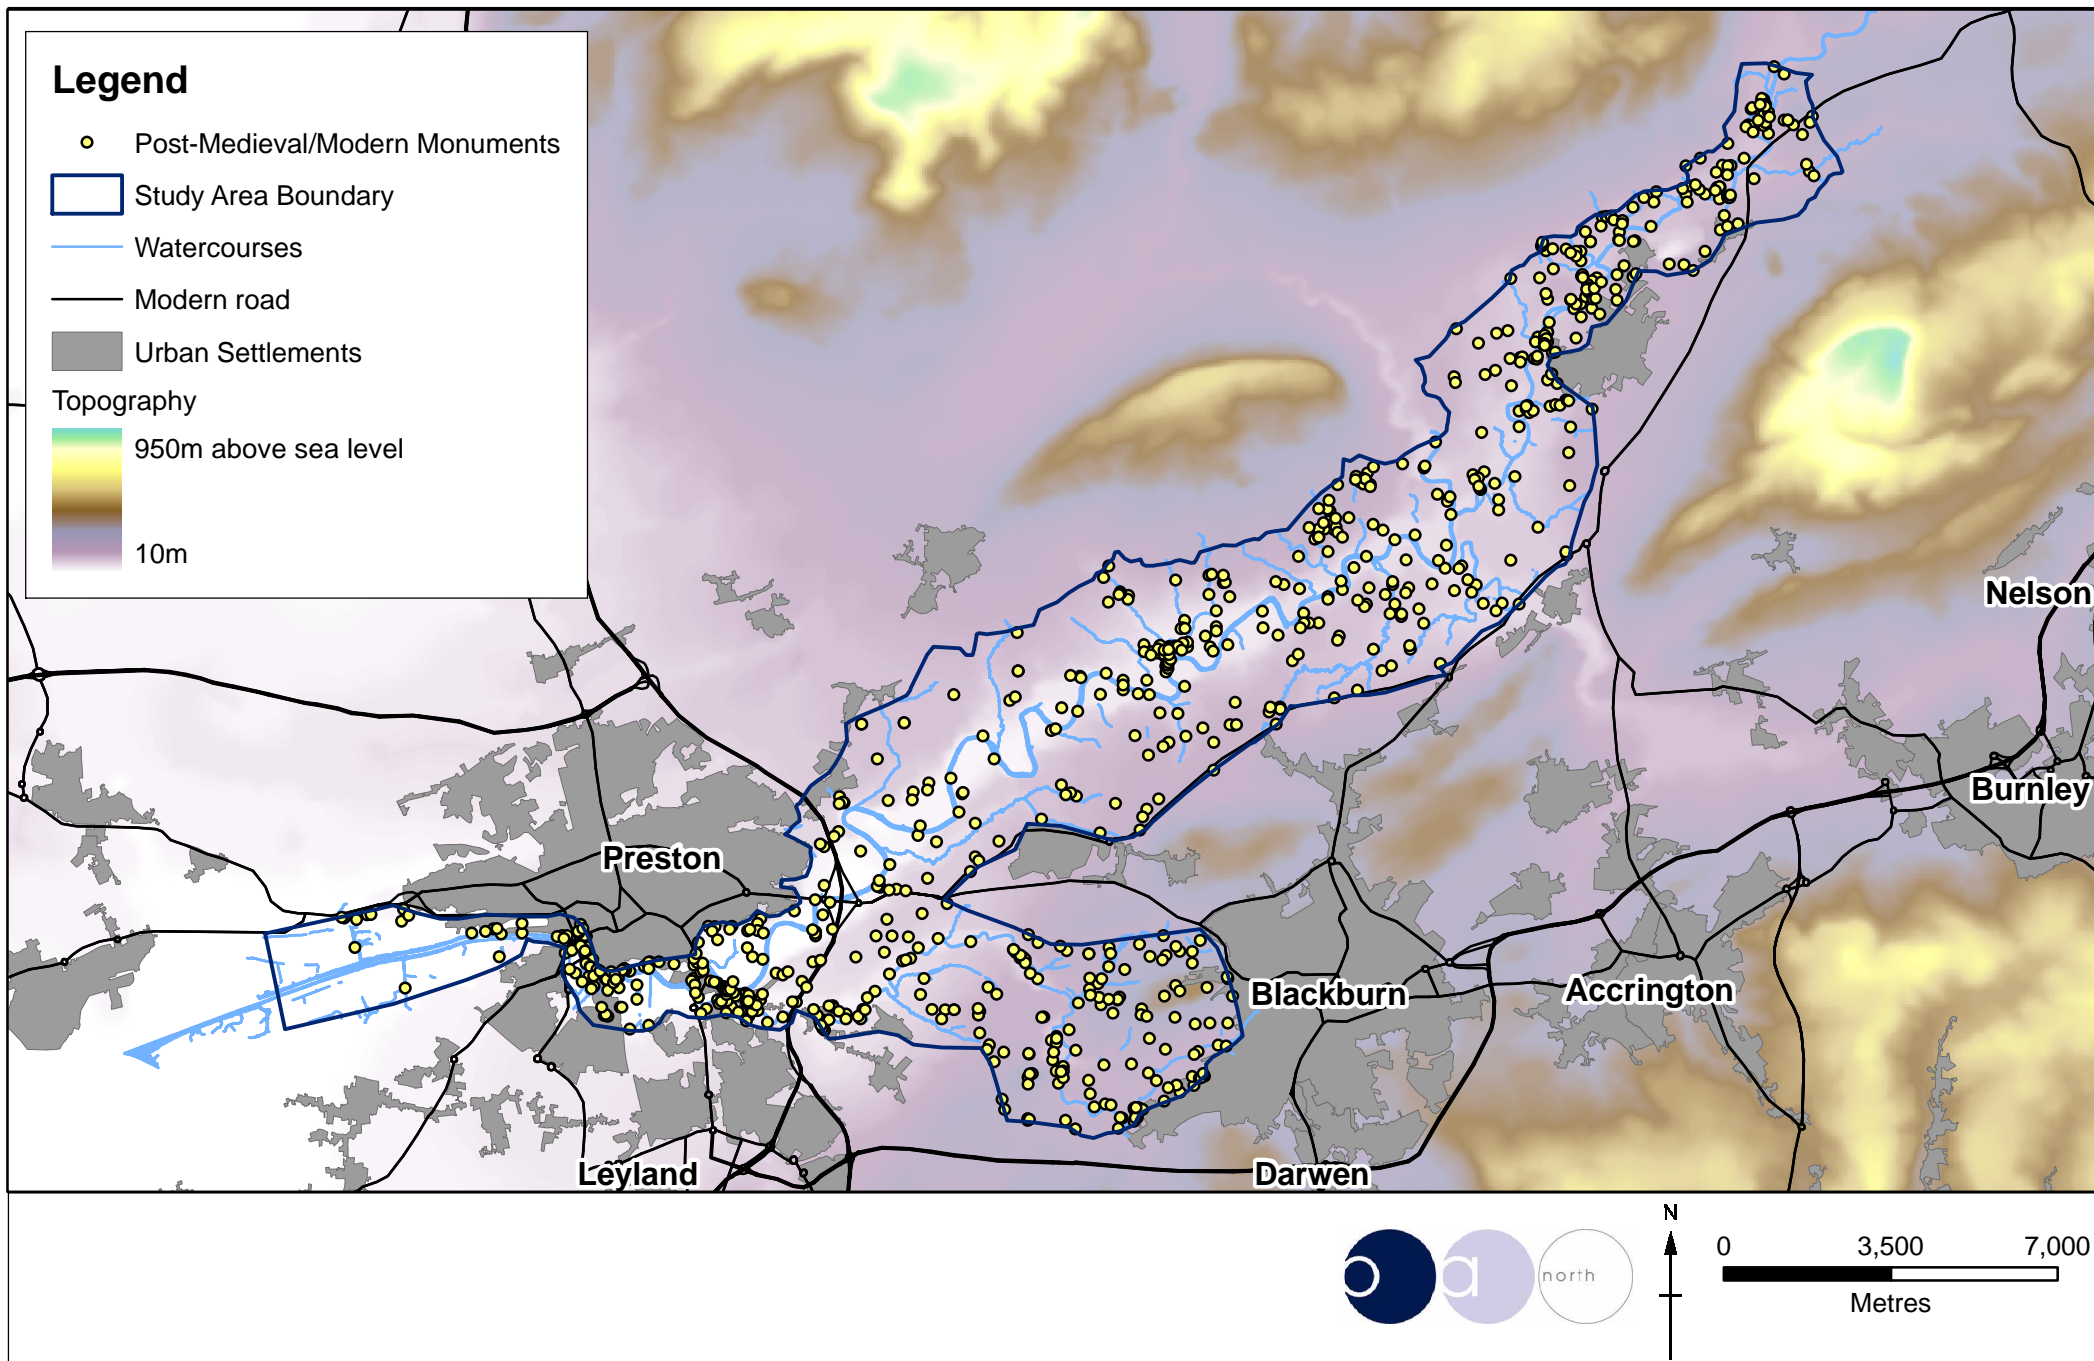 Legend
Post-Medieval/Modern Monuments
Study Area Boundary
Watercourses
Modern road
Urban Settlements
Topography
950m above sea level
10m
Nelson
Burnley
Preston
Blackburn
Accrington
Leyland
Darwen
o a north
N
0 3,500 7,000
Metres